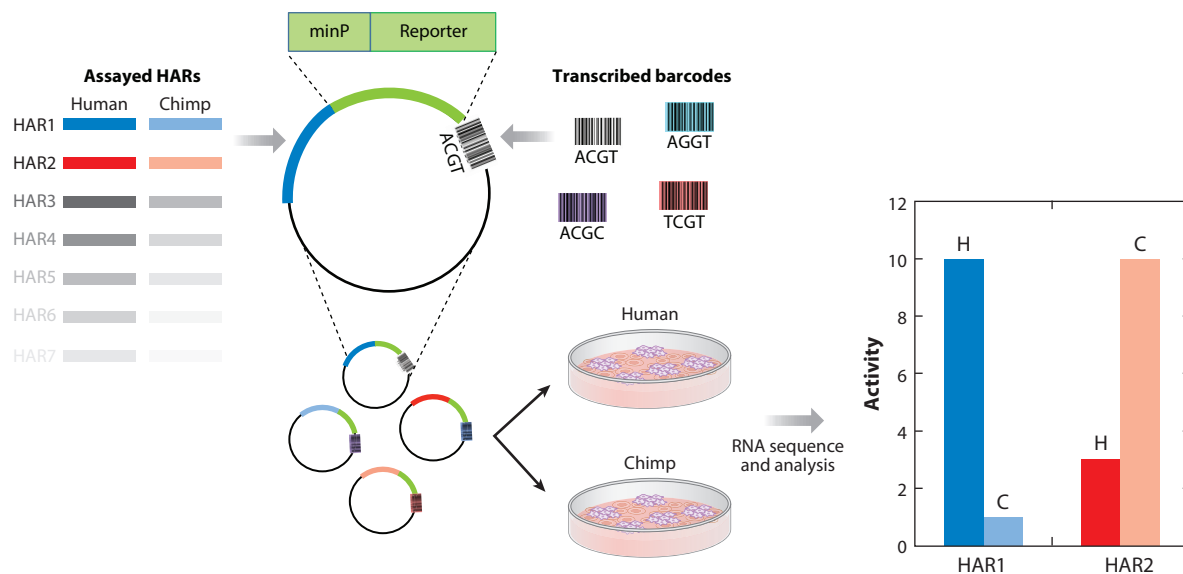 minP Reporter
Assayed HARs
Human Chimp
HAR1
HAR2
HAR3
HAR4
HAR5
HAR6
HAR7
ACGT
Transcribed barcodes
ACGT
AGGT
ACGC
TCGT
Human
Chimp
RNA sequence
and analysis
Activity
12
10
8
6
4
2
0
H
C
H
C
HAR1 HAR2